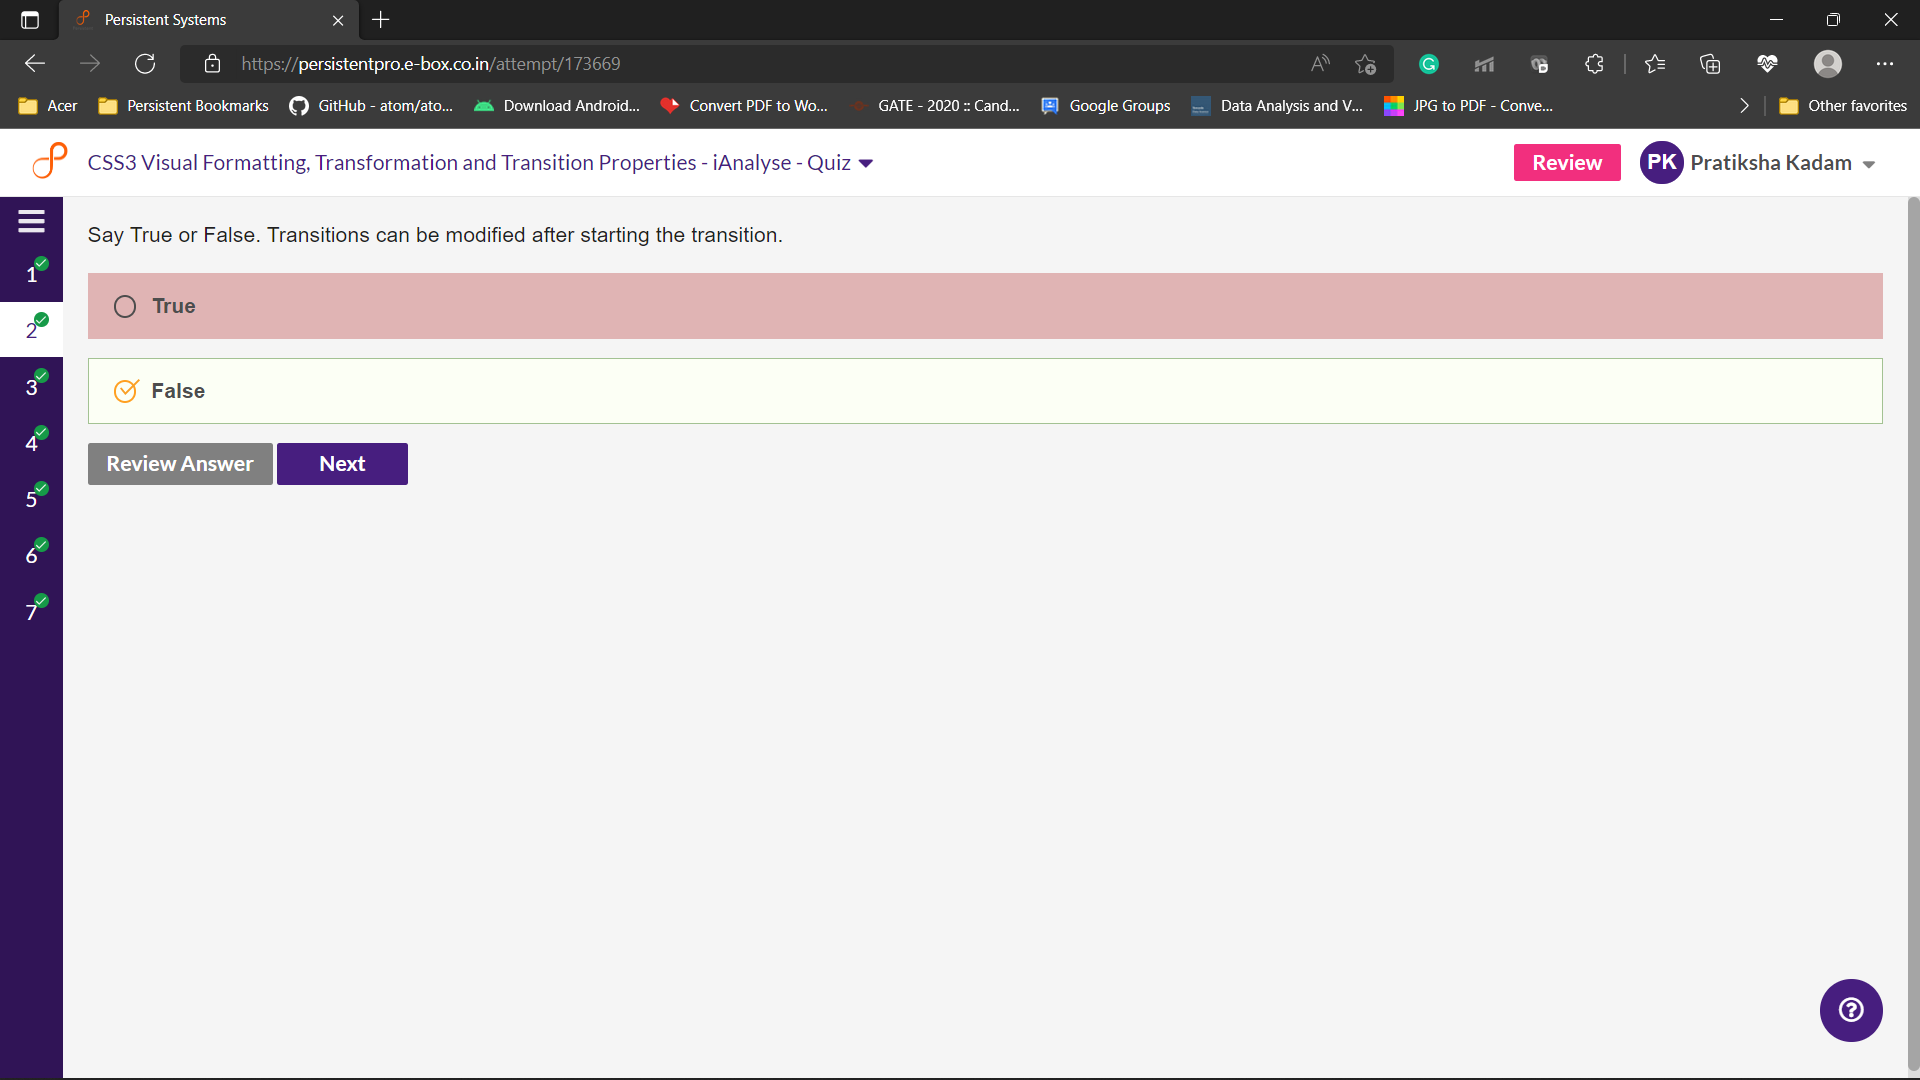 Persistent Systems
https://persistentpro.e-box.co.in/attempt/173669
Acer
Persistent Bookmarks
GitHub - atom/ato...
Download Android...
Convert PDF to Wo...
GATE - 2020 :: Cand...
Google Groups
Data Analysis and V...
JPG to PDF - Conve...
Other favorites
CSS3 Visual Formatting, Transformation and Transition Properties - iAnalyse - Quiz
Review
PK
Pratiksha Kadam
Say True or False. Transitions can be modified after starting the transition.
1
True
2
3
False
4
Review Answer
Next
5
6
7